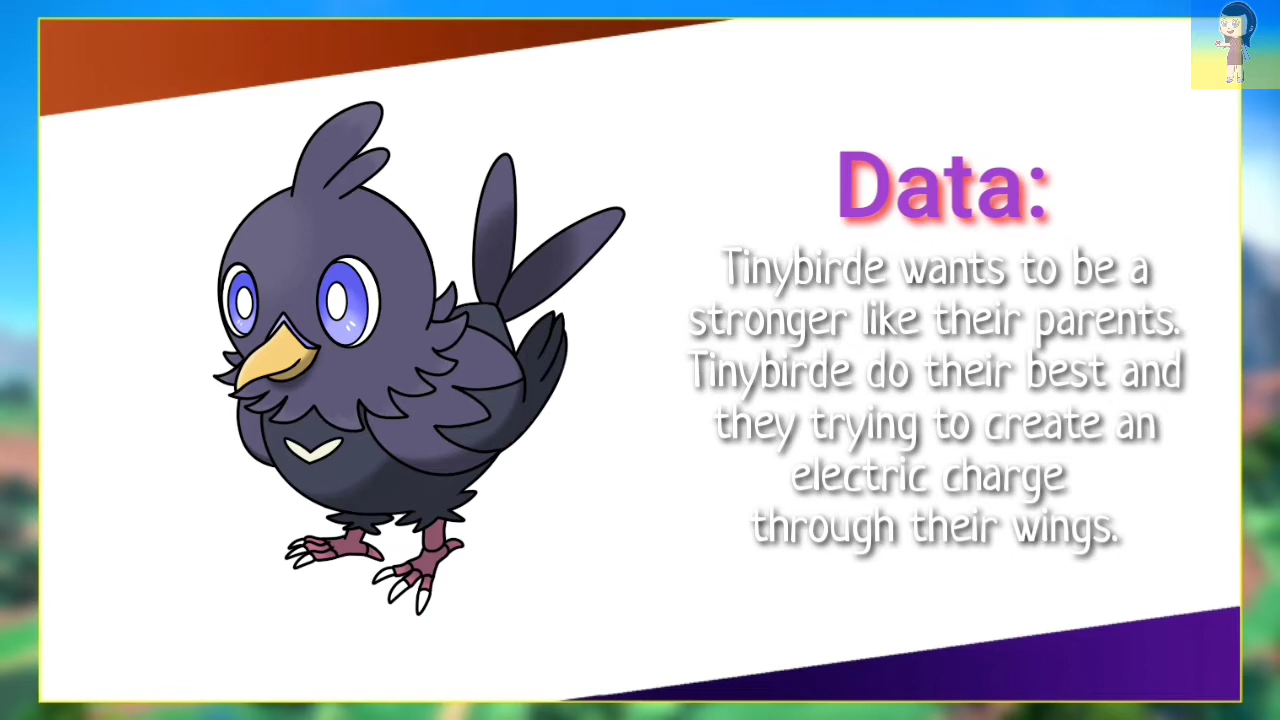 Data:
Tinybirde wants to be a
stronger like their parents.
Tinybirde do their best and
they trying to create an
electric charge
through their wings.